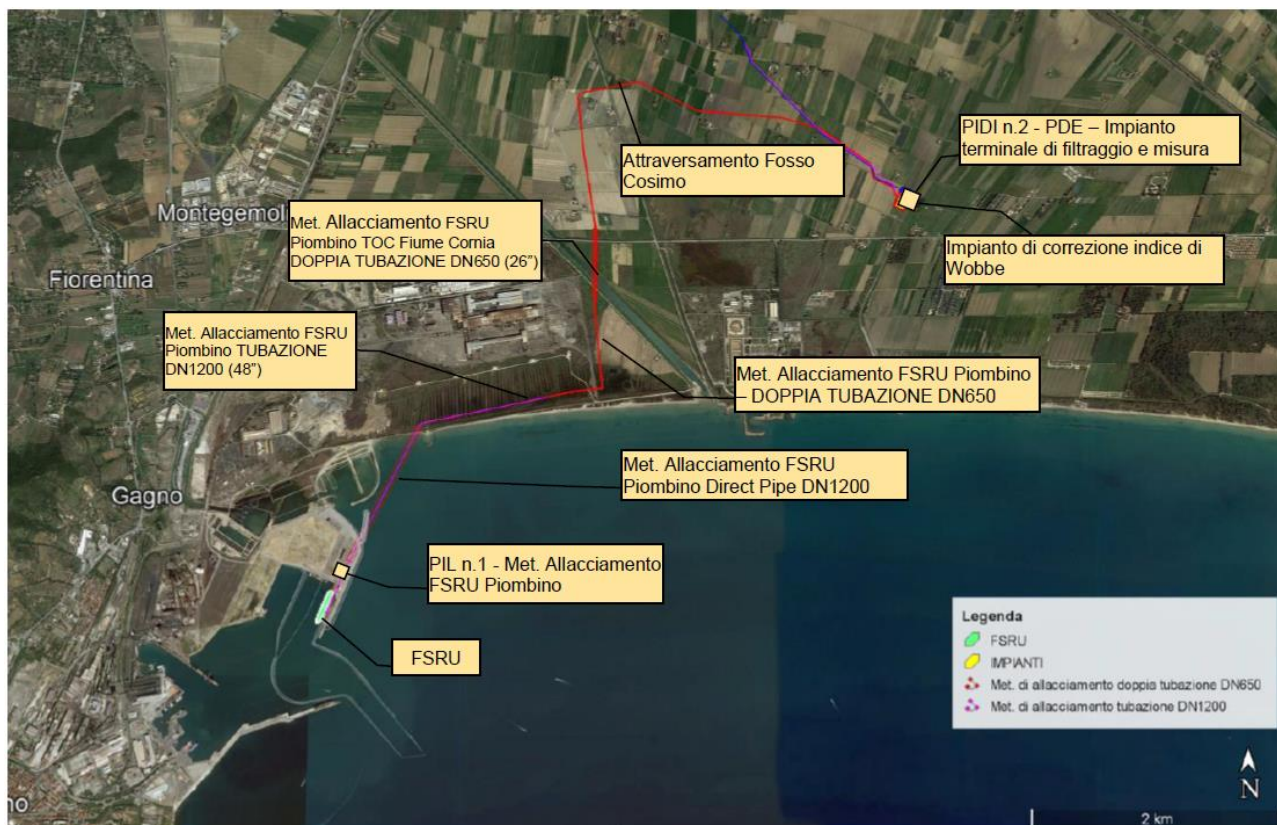 PIDI n.2 - PDE – Impianto
terminale di filtraggio e misura
Attraversamento Fosso
Cosimo
Met. Allacciamento FSRU
Piombino TOC Fiume Cornia
DOPPIA TUBAZIONE DN650 (26”)
Montegemol
Impianto di correzione indice di
Wobbe
Fiorentina
Met. Allacciamento FSRU
Piombino TUBAZIONE
DN1200 (48”)
Met. Allacciamento FSRU Piombino
– DOPPIA TUBAZIONE DN650
Met. Allacciamento FSRU
Piombino Direct Pipe DN1200
Gagno
PIL n.1 - Met. Allacciamento
FSRU Piombino
FSRU
Legenda
FSRU
IMPIANTI
Met. di allacciamento doppia tubazione DN650
Met. di allacciamento tubazione DN1200
N
2 km
no